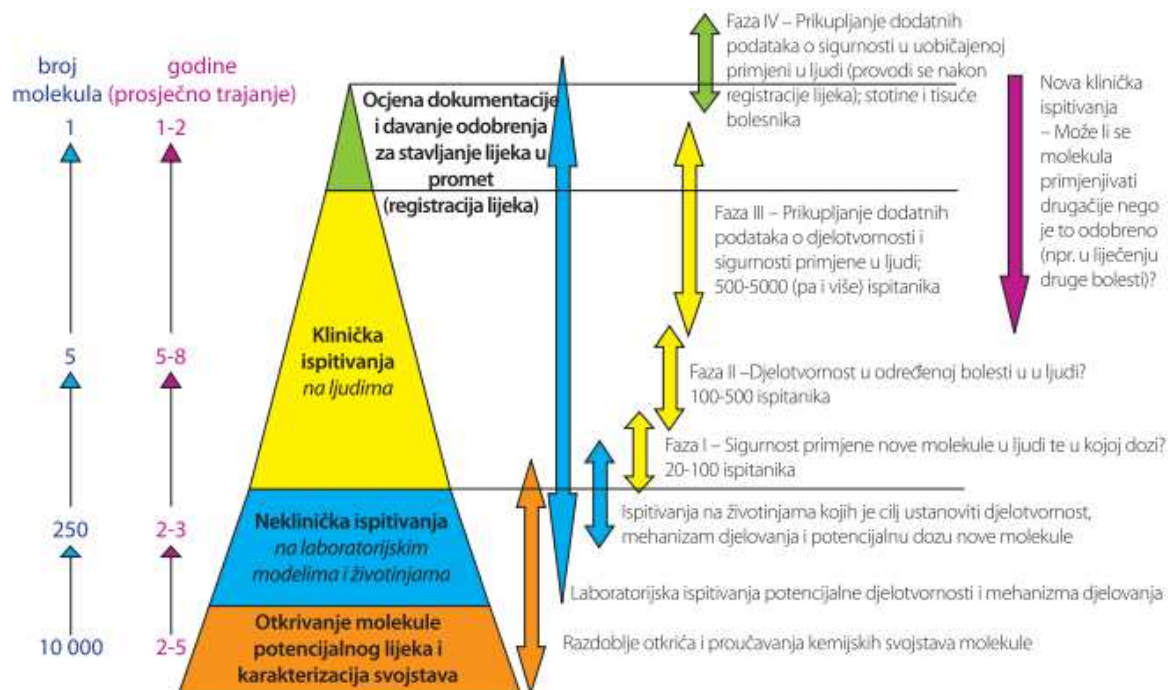 broj
molekula
godine
(prosječno trajanje)
1
1-2
5
5-8
250
2-3
10 000
2-5
Ocjena dokumentacije
i davanje odobrenja
za stavljanje lijeka u
promet
(registracija lijeka)
Klinička
ispitivanja
na ljudima
Neklinička ispitivanja
na laboratorijskim
modelima i životinjama
Otkrivanje molekule
potencijalnog lijeka i
karakterizacija svojstava
Faza IV – Prikupljanje dodatnih
podataka o sigurnosti u uobičajenoj
primjeni u ljudi (provodi se nakon
registracije lijeka); stotine i tisuće
bolesnika
Faza III – Prikupljanje dodatnih
podataka o djelotvornosti i
sigurnosti primjene u ljudi;
500-5000 (pa i više) ispitanika
Faza II –Djelotvornost u određenoj bolesti u u ljudi?
100-500 ispitanika
Faza I – Sigurnost primjene nove molekule u ljudi te u kojoj dozi?
20-100 ispitanika
Ispitivanja na životinjama kojih je cilj ustanoviti djelotvornost,
mehanizam djelovanja i potencijalnu dozu nove molekule
Laboratorijska ispitivanja potencijalne djelotvornosti i mehanizma djelovanja
Razdoblje otkrića i proučavanja kemijskih svojstava molekule
Nova klinička
ispitivanja
– Može li se
molekula
primjenjivati
drugačije nego
je to odobreno
(npr. u liječenju
druge bolesti)?